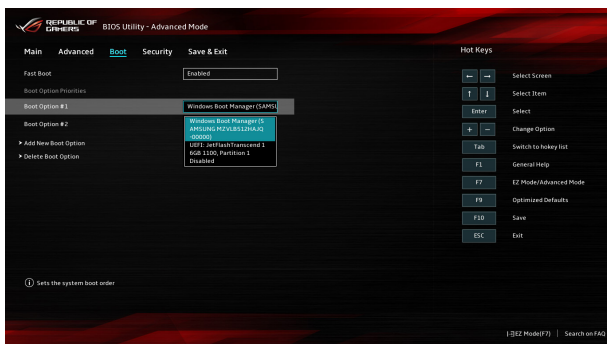 REPUBLIC OF
GAMERS
BIOS Utility - Advanced Mode
Main Advanced Boot Security Save & Exit
Hot Keys
Fast Boot Enabled
Boot Option Priorities
Boot Option #1 Windows Boot Manager (SAMSU
Windows Boot Manager (S
AMSUNG MZVLB512HAJQ
-00000)
UEFI: JetFlashTranscend 1
6GB 1100, Partition 1
Disabled
Boot Option #2
> Add New Boot Option
> Delete Boot Option
← → Select Screen
↑ ↓ Select Item
Enter Select
+ − Change Option
Tab Switch to hokey list
F1 General Help
F7 EZ Mode/Advanced Mode
F9 Optimized Defaults
F10 Save
ESC Exit
i Sets the system boot order
EZ Mode(F7) | Search on FAQ